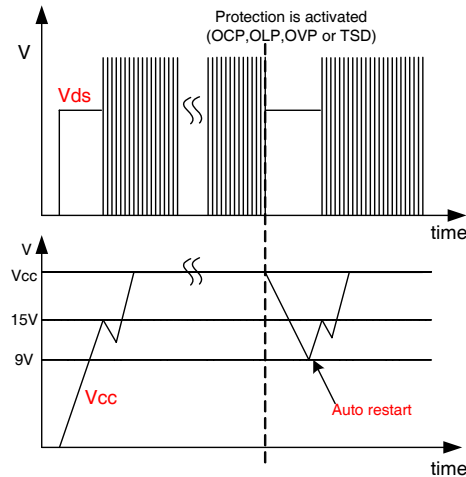 Protection is activated
(OCP,OLP,OVP or TSD)
V
Vds
time
V
Vcc
15V
9V
Vcc
Auto restart
time